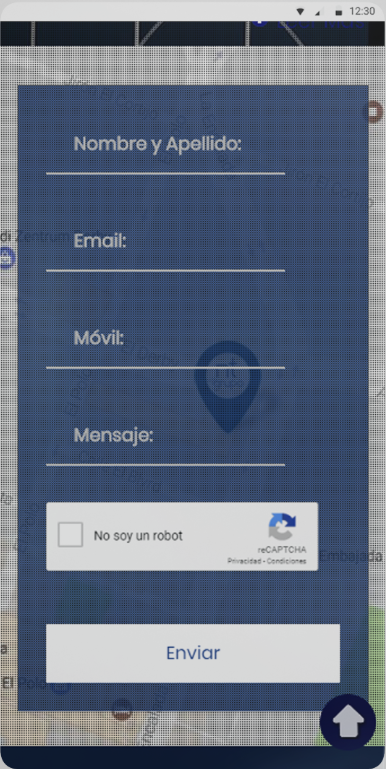 12:30
Nombre y Apellido:
di Zentrum
Email:
Móvil:
Mensaje:
No soy un robot
reCAPTCHA
Privacidad - Condiciones
Embajada
Enviar
a
El Polo